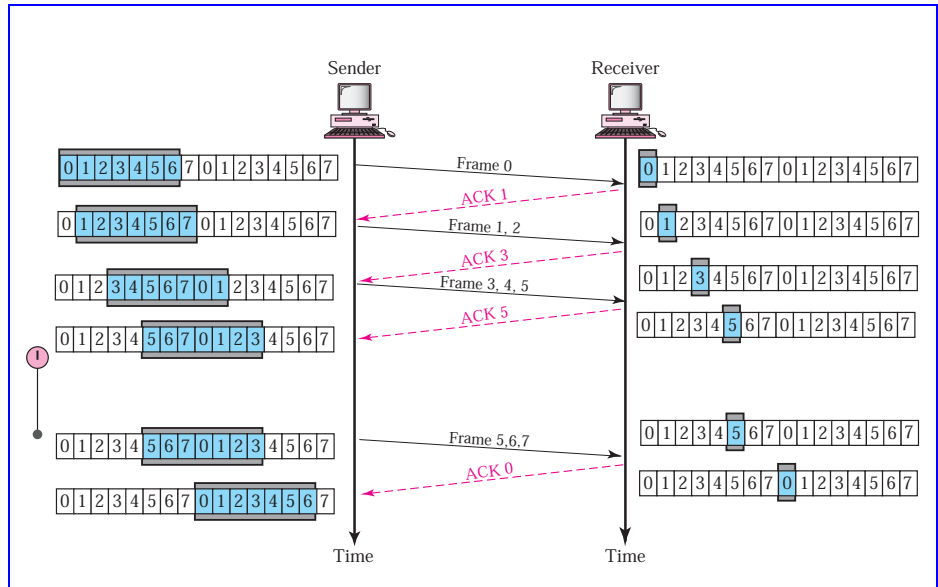 Sender Receiver
0 1 2 3 4 5 6 7 0 1 2 3 4 5 6 7
Frame 0
0 1 2 3 4 5 6 7 0 1 2 3 4 5 6 7
ACK 1
0 1 2 3 4 5 6 7 0 1 2 3 4 5 6 7
Frame 1, 2
0 1 2 3 4 5 6 7 0 1 2 3 4 5 6 7
ACK 3
0 1 2 3 4 5 6 7 0 1 2 3 4 5 6 7
Frame 3, 4, 5
0 1 2 3 4 5 6 7 0 1 2 3 4 5 6 7
ACK 5
0 1 2 3 4 5 6 7 0 1 2 3 4 5 6 7
0 1 2 3 4 5 6 7 0 1 2 3 4 5 6 7
0 1 2 3 4 5 6 7 0 1 2 3 4 5 6 7
Frame 5,6,7
0 1 2 3 4 5 6 7 0 1 2 3 4 5 6 7
ACK 0
0 1 2 3 4 5 6 7 0 1 2 3 4 5 6 7
0 1 2 3 4 5 6 7 0 1 2 3 4 5 6 7
Time Time